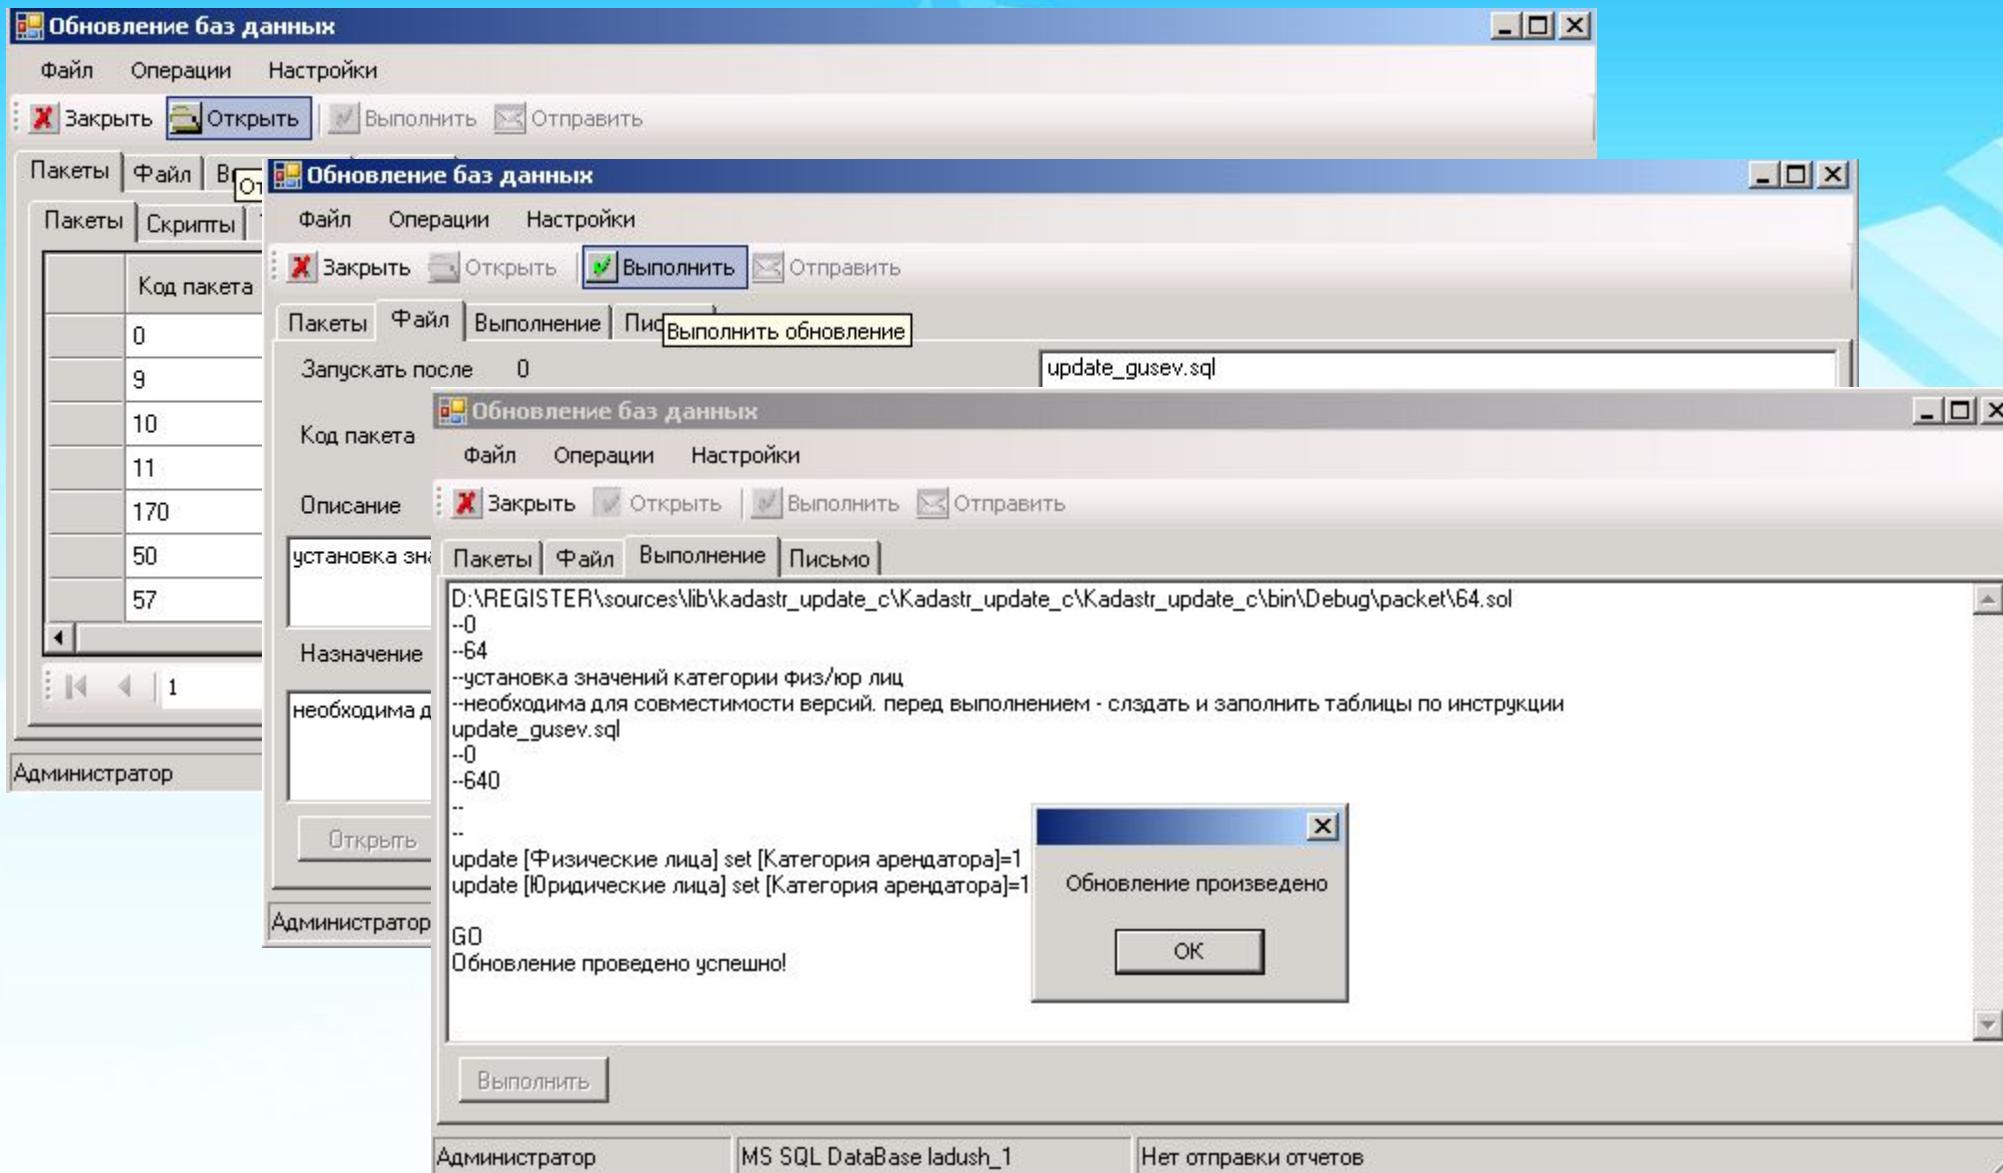 Обновление баз данных
Файл Операции Настройки
Закрыть Открыть Выполнить Отправить
Пакеты Файл
Пакеты Скрипты
Код пакета
0
9
10
11
170
50
57
1
Администратор
Обновление баз данных
Файл Операции Настройки
Закрыть Открыть Выполнить Отправить
Пакеты Файл Выполнение
Выполнить обновление
Запускать после 0
update_gusev.sql
Код пакета
Описание
установка
Назначение
необходима
Открыть
Администратор
Обновление баз данных
Файл Операции Настройки
Закрыть Открыть Выполнить Отправить
Пакеты Файл Выполнение Письмо
D:\REGISTER\sources\lib\kadastr_update_c\Kadastr_update_c\Kadastr_update_c\bin\Debug\packet\64.sol
--0
--64
--установка значений категории физ/юр лиц
--необходима для совместимости версий. перед выполнением - слздать и заполнить таблицы по инструкции
update_gusev.sql
--0
--640
--
--
update [Физические лица] set [Категория арендатора]=1
update [Юридические лица] set [Категория арендатора]=1
GO
Обновление проведено успешно!
Обновление произведено
OK
Выполнить
Администратор MS SQL DataBase ladush_1 Нет отправки отчетов